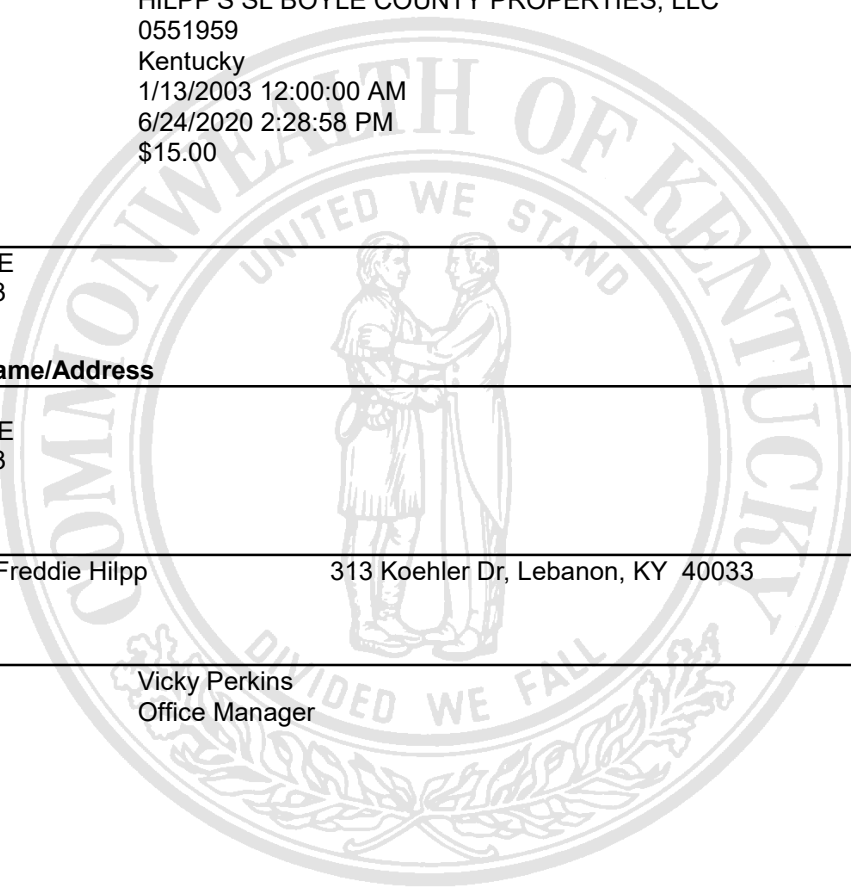 HILPP'S SL BOYLE COUNTY PROPERTIES, LLC
0551959
Kentucky
1/13/2003 12:00:00 AM
6/24/2020 2:28:58 PM
$15.00
E
3
ame/Address
E
3
Freddie Hilpp 313 Koehler Dr, Lebanon, KY 40033
Vicky Perkins
Office Manager
COMMONWEALTH OF KENTUCKY
UNITED WE STAND
DIVIDED WE FALL